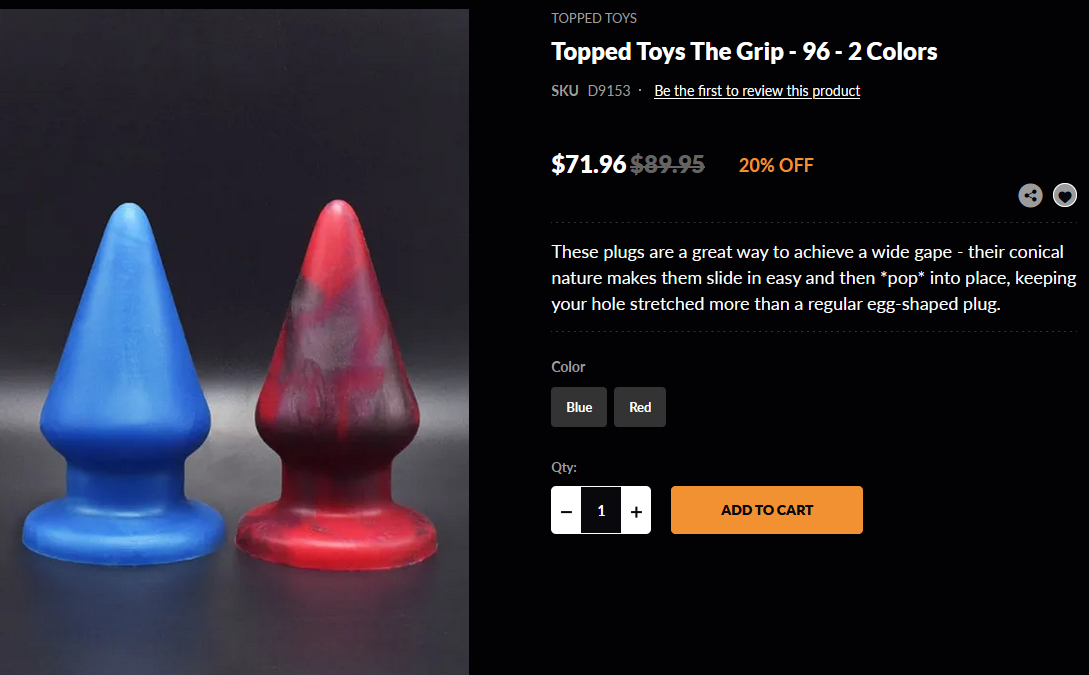 TOPPED TOYS
Topped Toys The Grip - 96 - 2 Colors
SKU D9153 · Be the first to review this product
$71.96 $89.95 20% OFF
These plugs are a great way to achieve a wide gape - their conical
nature makes them slide in easy and then *pop* into place, keeping
your hole stretched more than a regular egg-shaped plug.
Color
Blue Red
Qty:
− 1 + ADD TO CART